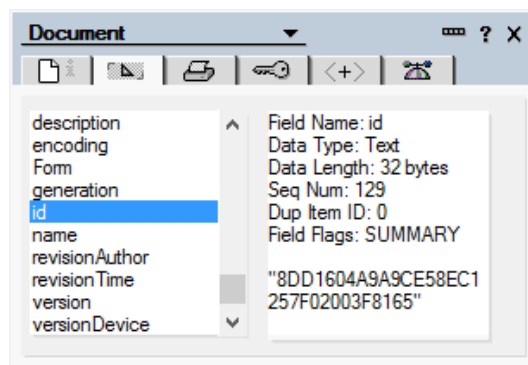 Document
? X
i
<+>
description
encoding
Form
generation
id
name
revisionAuthor
revisionTime
version
versionDevice
Field Name: id
Data Type: Text
Data Length: 32 bytes
Seq Num: 129
Dup Item ID: 0
Field Flags: SUMMARY
"8DD1604A9A9CE58EC1
257F02003F8165"